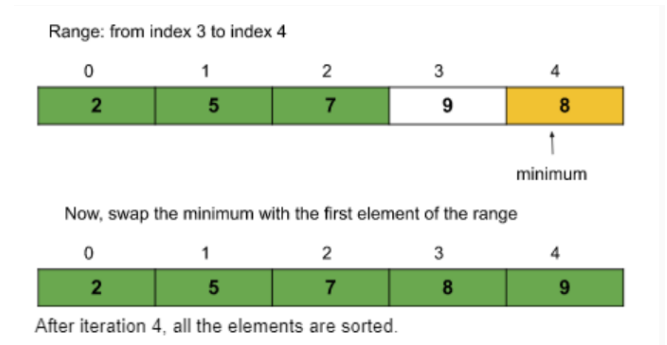 Range: from index 3 to index 4
0 1 2 3 4
2 5 7 9 8
minimum
Now, swap the minimum with the first element of the range
0 1 2 3 4
2 5 7 8 9
After iteration 4, all the elements are sorted.